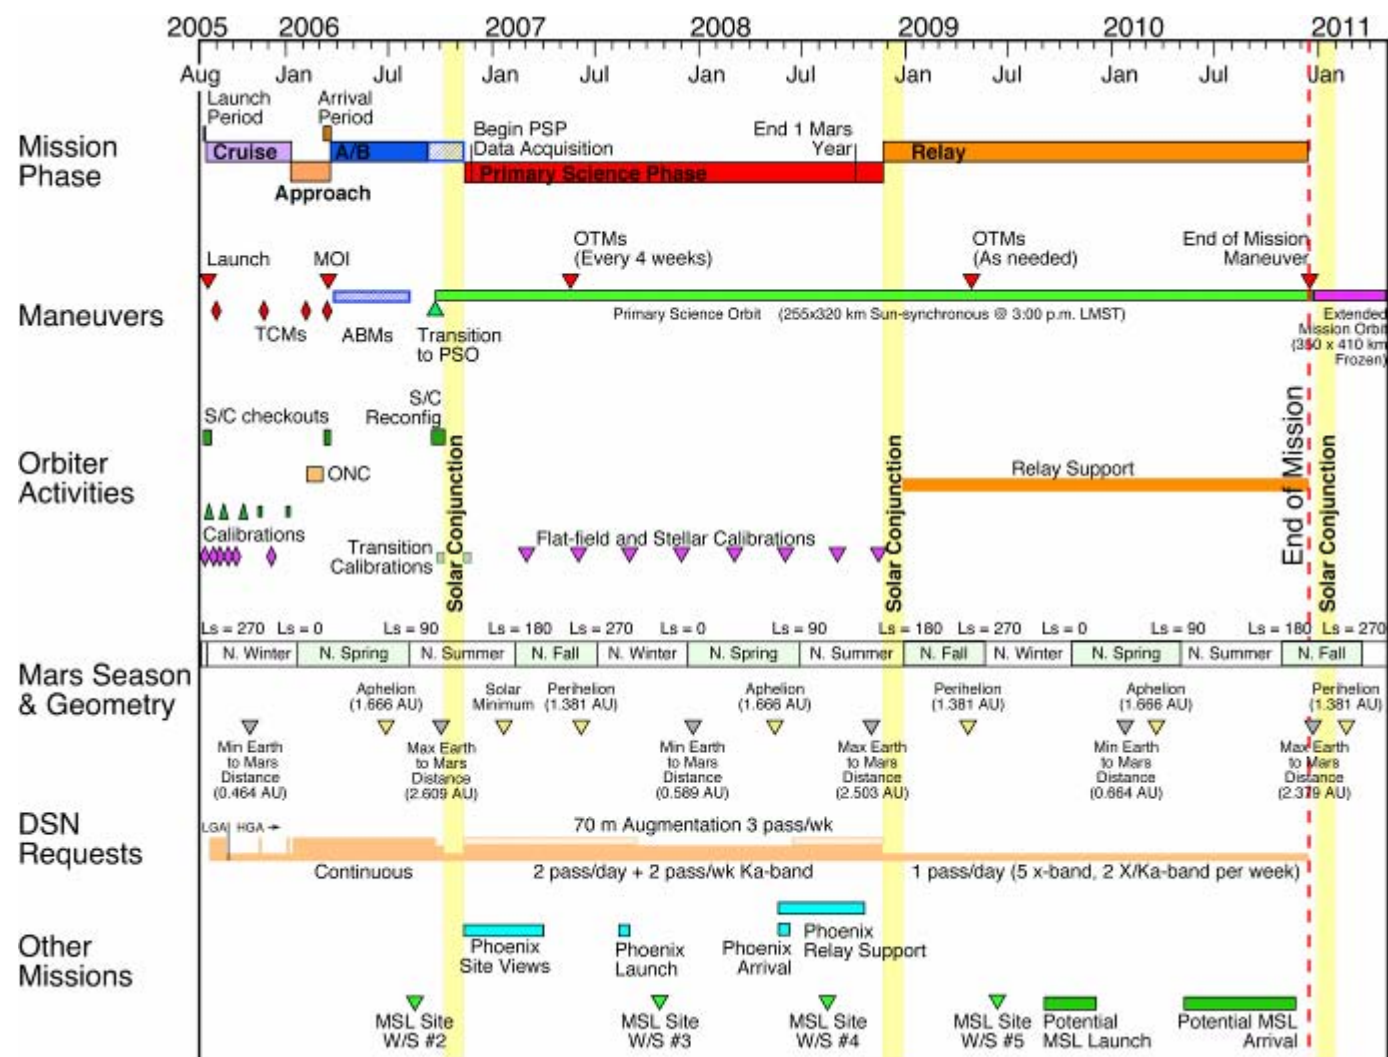 2005 2006 2007 2008 2009 2010 2011
Aug Jan Jul Jan Jul Jan Jul Jan Jul Jan Jul Jan
Mission
Phase
Launch
Period
Arrival
Period
Cruise
A/B
Approach
Begin PSP
Data Acquisition
End 1 Mars
Year
Primary Science Phase
Relay
Maneuvers
Launch
MOI
OTMs
(Every 4 weeks)
OTMs
(As needed)
End of Mission
Maneuver
TCMs
ABMs
Transition
to PSO
Primary Science Orbit (255x320 km Sun-synchronous @ 3:00 p.m. LMST)
Extended
Mission Orbit
(350 x 410 km
Frozen)
Orbiter
Activities
S/C checkouts
S/C
Reconfig
ONC
Calibrations
Transition
Calibrations
Solar Conjunction
Flat-field and Stellar Calibrations
Solar Conjunction
Relay Support
End of Mission
Solar Conjunction
Mars Season
& Geometry
Ls = 270 Ls = 0 Ls = 90 Ls = 180 Ls = 270 Ls = 0 Ls = 90 Ls = 180 Ls = 270 Ls = 0 Ls = 90 Ls = 180 Ls = 270
N. Winter N. Spring N. Summer N. Fall N. Winter N. Spring N. Summer N. Fall N. Winter N. Spring N. Summer N. Fall
Aphelion
(1.666 AU)
Solar
Minimum
Perihelion
(1.381 AU)
Aphelion
(1.666 AU)
Perihelion
(1.381 AU)
Aphelion
(1.666 AU)
Perihelion
(1.381 AU)
Min Earth
to Mars
Distance
(0.464 AU)
Max Earth
to Mars
Distance
(2.609 AU)
Min Earth
to Mars
Distance
(0.589 AU)
Max Earth
to Mars
Distance
(2.503 AU)
Min Earth
to Mars
Distance
(0.664 AU)
Max Earth
to Mars
Distance
(2.379 AU)
DSN
Requests
LGA HGA
70 m Augmentation 3 pass/wk
Continuous
2 pass/day + 2 pass/wk Ka-band
1 pass/day (5 x-band, 2 X/Ka-band per week)
Other
Missions
Phoenix
Site Views
Phoenix
Launch
Phoenix
Arrival
Phoenix
Relay Support
MSL Site
W/S #2
MSL Site
W/S #3
MSL Site
W/S #4
MSL Site
W/S #5
Potential
MSL Launch
Potential MSL
Arrival